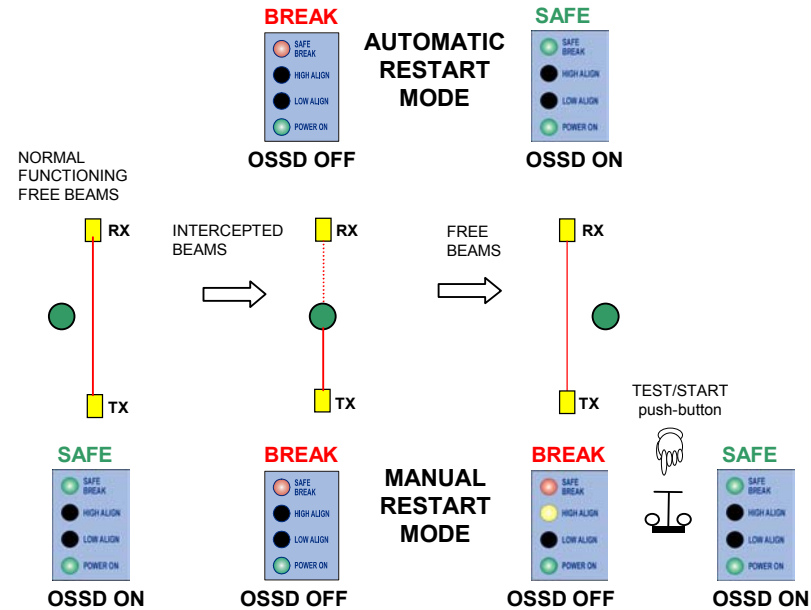 BREAK
SAFE
BREAK
HIGH ALIGN
LOW ALIGN
POWER ON
OSSD OFF
AUTOMATIC
RESTART
MODE
SAFE
SAFE
BREAK
HIGH ALIGN
LOW ALIGN
POWER ON
OSSD ON
NORMAL
FUNCTIONING
FREE BEAMS
RX
TX
INTERCEPTED
BEAMS
RX
TX
FREE
BEAMS
RX
TX
TEST/START
push-button
SAFE
SAFE
BREAK
HIGH ALIGN
LOW ALIGN
POWER ON
OSSD ON
BREAK
SAFE
BREAK
HIGH ALIGN
LOW ALIGN
POWER ON
OSSD OFF
MANUAL
RESTART
MODE
BREAK
SAFE
BREAK
HIGH ALIGN
LOW ALIGN
POWER ON
OSSD OFF
SAFE
SAFE
BREAK
HIGH ALIGN
LOW ALIGN
POWER ON
OSSD ON